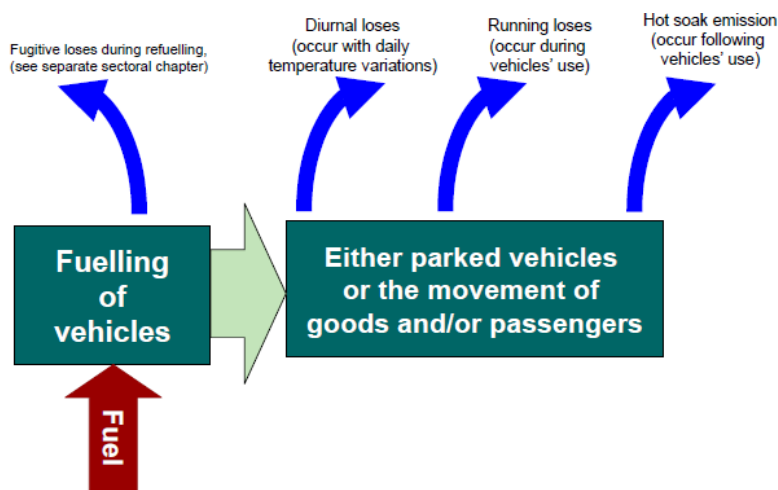 Fugitive loses during refuelling,
(see separate sectoral chapter)
Diurnal loses
(occur with daily
temperature variations)
Running loses
(occur during
vehicles' use)
Hot soak emission
(occur following
vehicles' use)
Fuelling
of
vehicles
Either parked vehicles
or the movement of
goods and/or passengers
Fuel